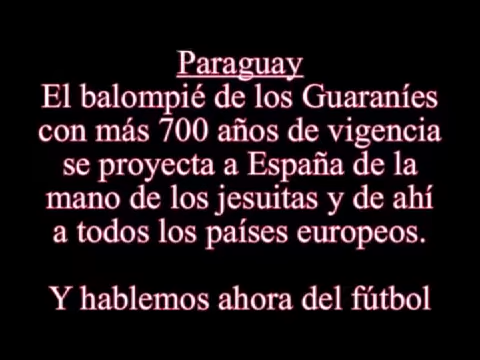 Paraguay
El balompié de los Guaraníes
con más 700 años de vigencia
se proyecta a España de la
mano de los jesuitas y de ahí
a todos los países europeos.
Y hablemos ahora del fútbol